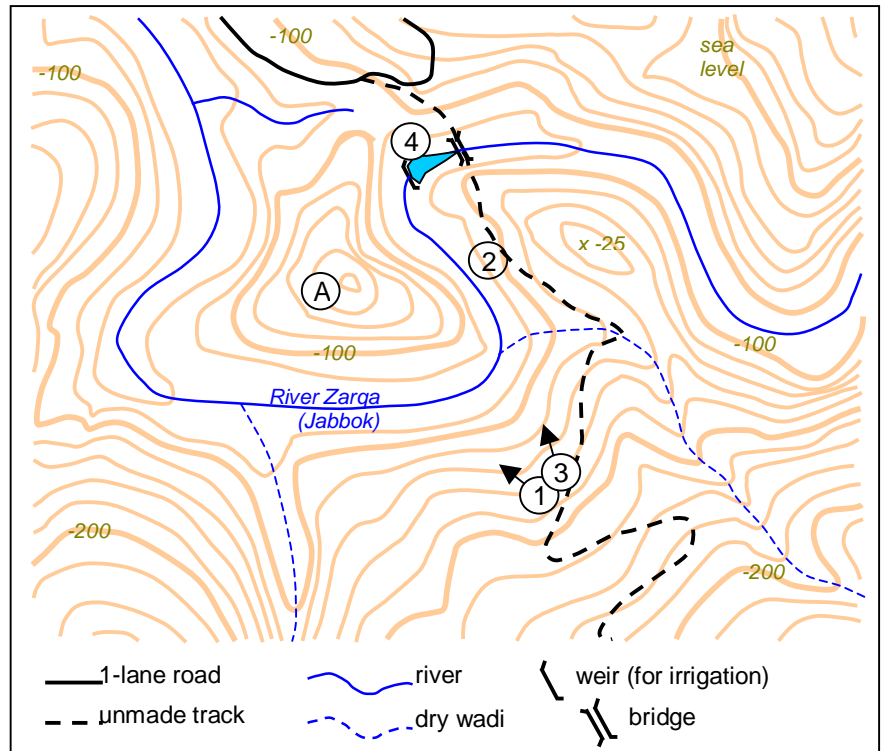 -100
sea
level
-100
4
x -25
2
A
-100
-100
River Zarqa
(Jabbok)
3
1
-200
-200
1-lane road
river
weir (for irrigation)
unmade track
dry wadi
bridge